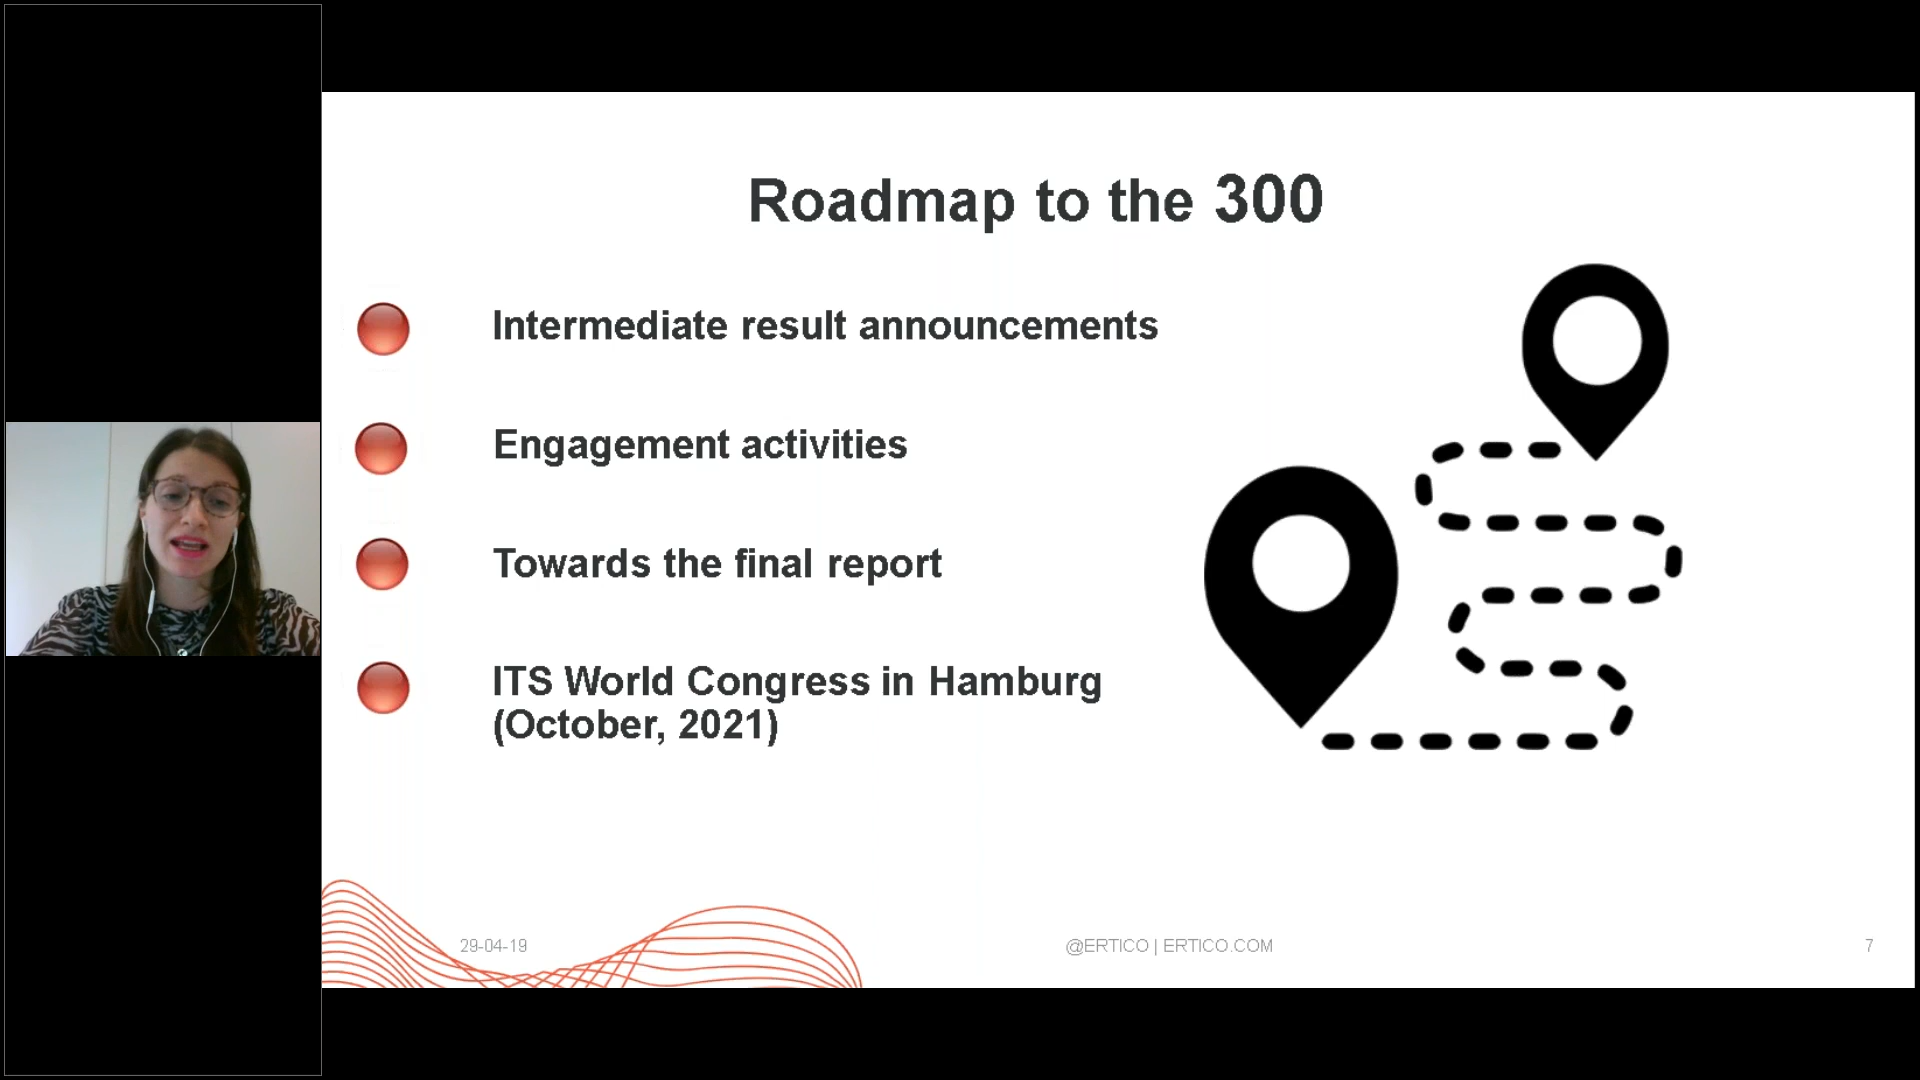 Roadmap to the 300
Intermediate result announcements
Engagement activities
Towards the final report
ITS World Congress in Hamburg
(October, 2021)
29-04-19
@ERTICO | ERTICO.COM
7